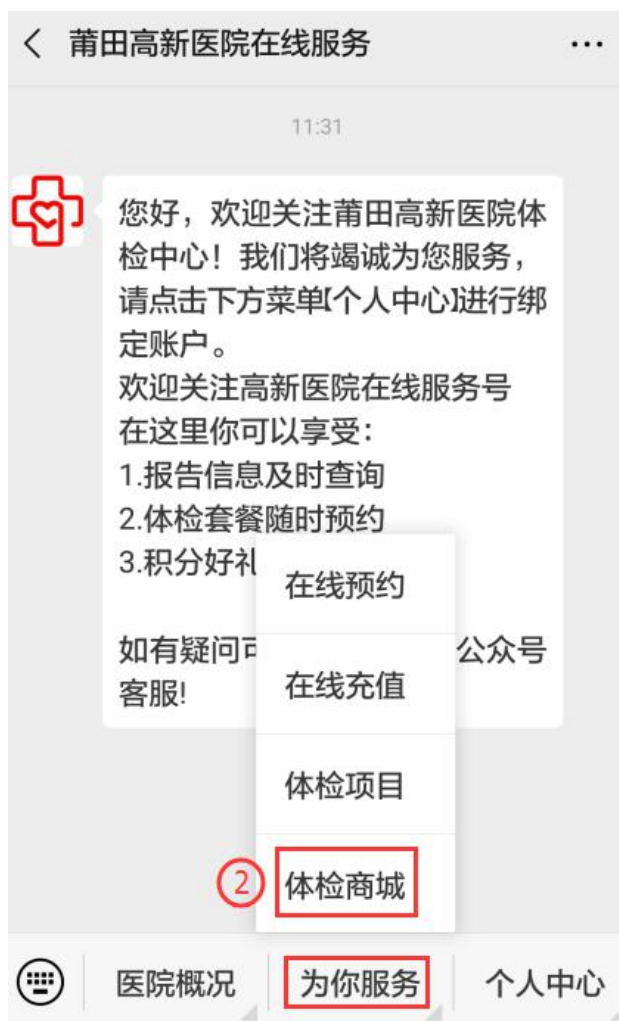 莆田高新医院在线服务
11:31
您好，欢迎关注莆田高新医院体
检中心！我们将竭诚为您服务，
请点击下方菜单【个人中心】进行绑
定账户。
欢迎关注高新医院在线服务号
在这里你可以享受：
1.报告信息及时查询
2.体检套餐随时预约
3.积分好礼
如有疑问可
公众号
客服!
在线预约
在线充值
体检项目
② 体检商城
医院概况
为你服务
个人中心